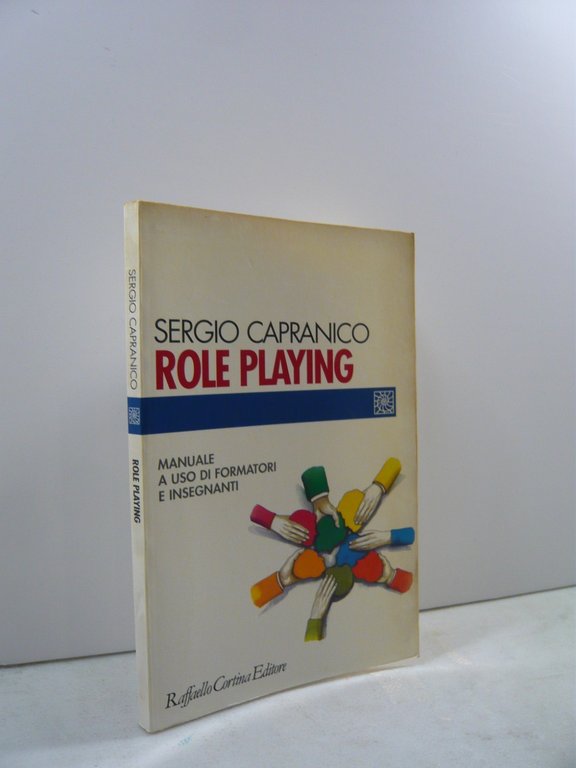 SERGIO CAPRANICO
ROLE PLAYING
SERGIO CAPRANICO
ROLE PLAYING
MANUALE
A USO DI FORMATORI
E INSEGNANTI
Raffaello Cortina Editore